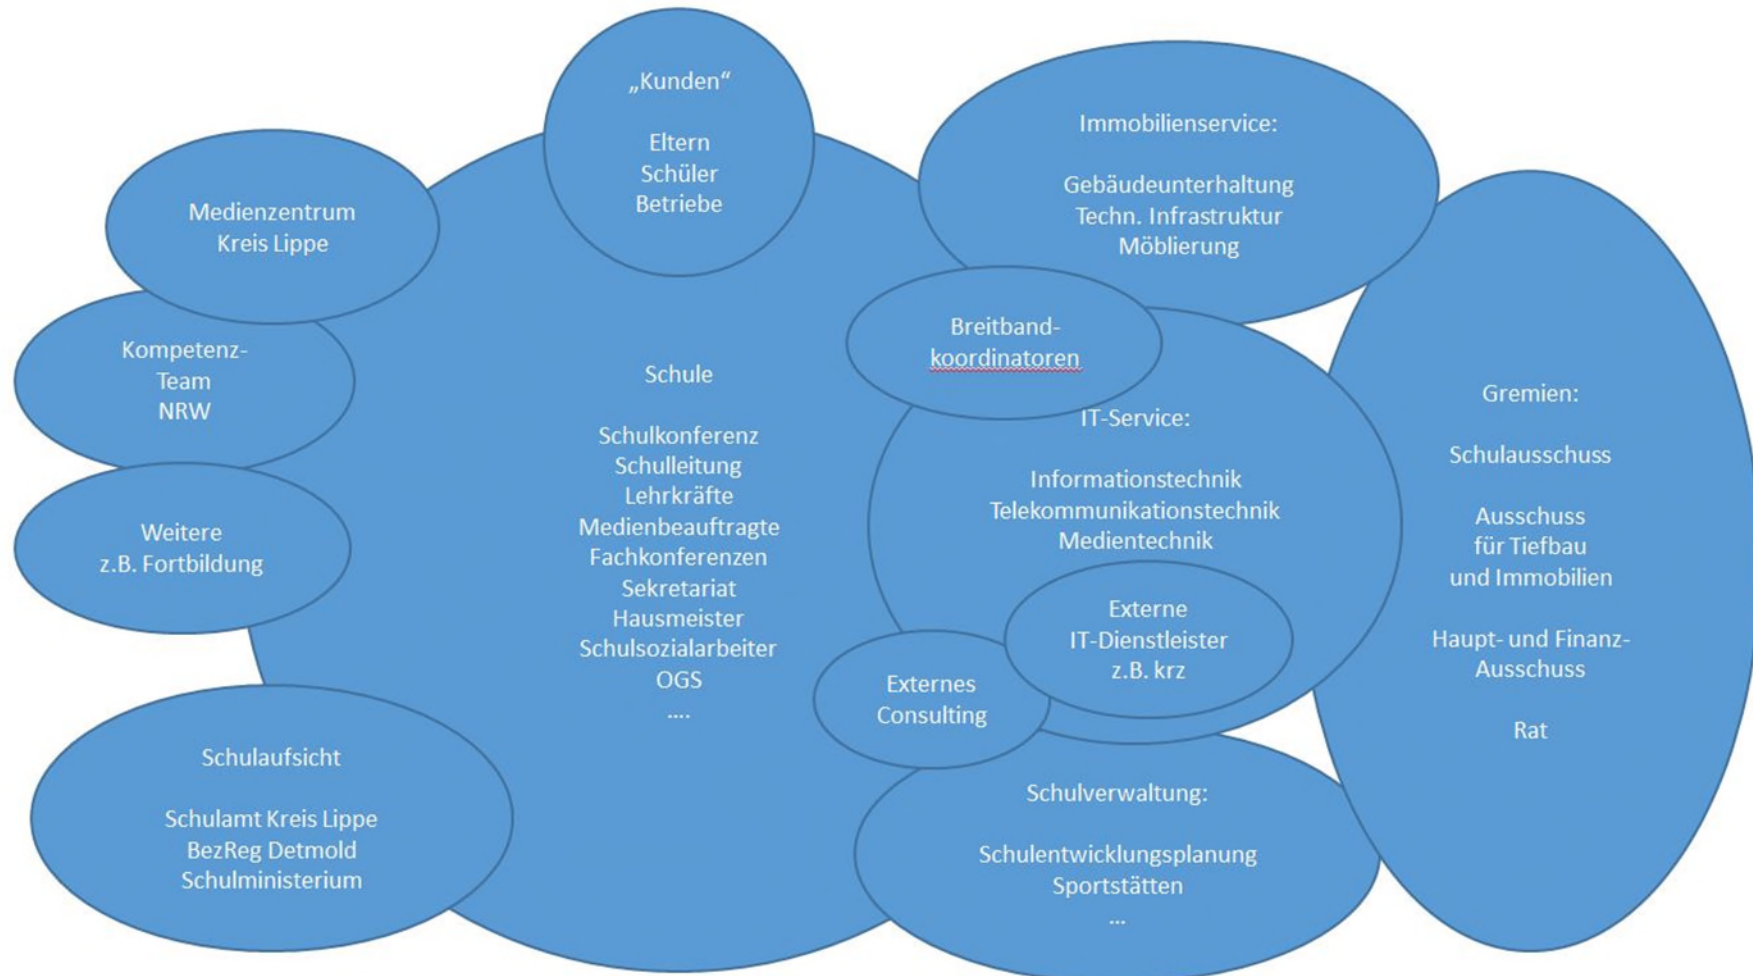 „Kunden“
Eltern
Schüler
Betriebe
Immobilienservice:
Gebäudeunterhaltung
Techn. Infrastruktur
Möblierung
Medienzentrum
Kreis Lippe
Kompetenz-
Team
NRW
Weitere
z.B. Fortbildung
Schulaufsicht
Schulamt Kreis Lippe
BezReg Detmold
Schulministerium
Schule
Schulkonferenz
Schulleitung
Lehrkräfte
Medienbeauftragte
Fachkonferenzen
Sekretariat
Hausmeister
Schulsozialarbeiter
OGS
....
Breitband-
koordinatoren
IT-Service:
Informationstechnik
Telekommunikationstechnik
Medientechnik
Externe
IT-Dienstleister
z.B. krz
Externes
Consulting
Schulverwaltung:
Schulentwicklungsplanung
Sportstätten
...
Gremien:
Schulausschuss
Ausschuss
für Tiefbau
und Immobilien
Haupt- und Finanz-
Ausschuss
Rat